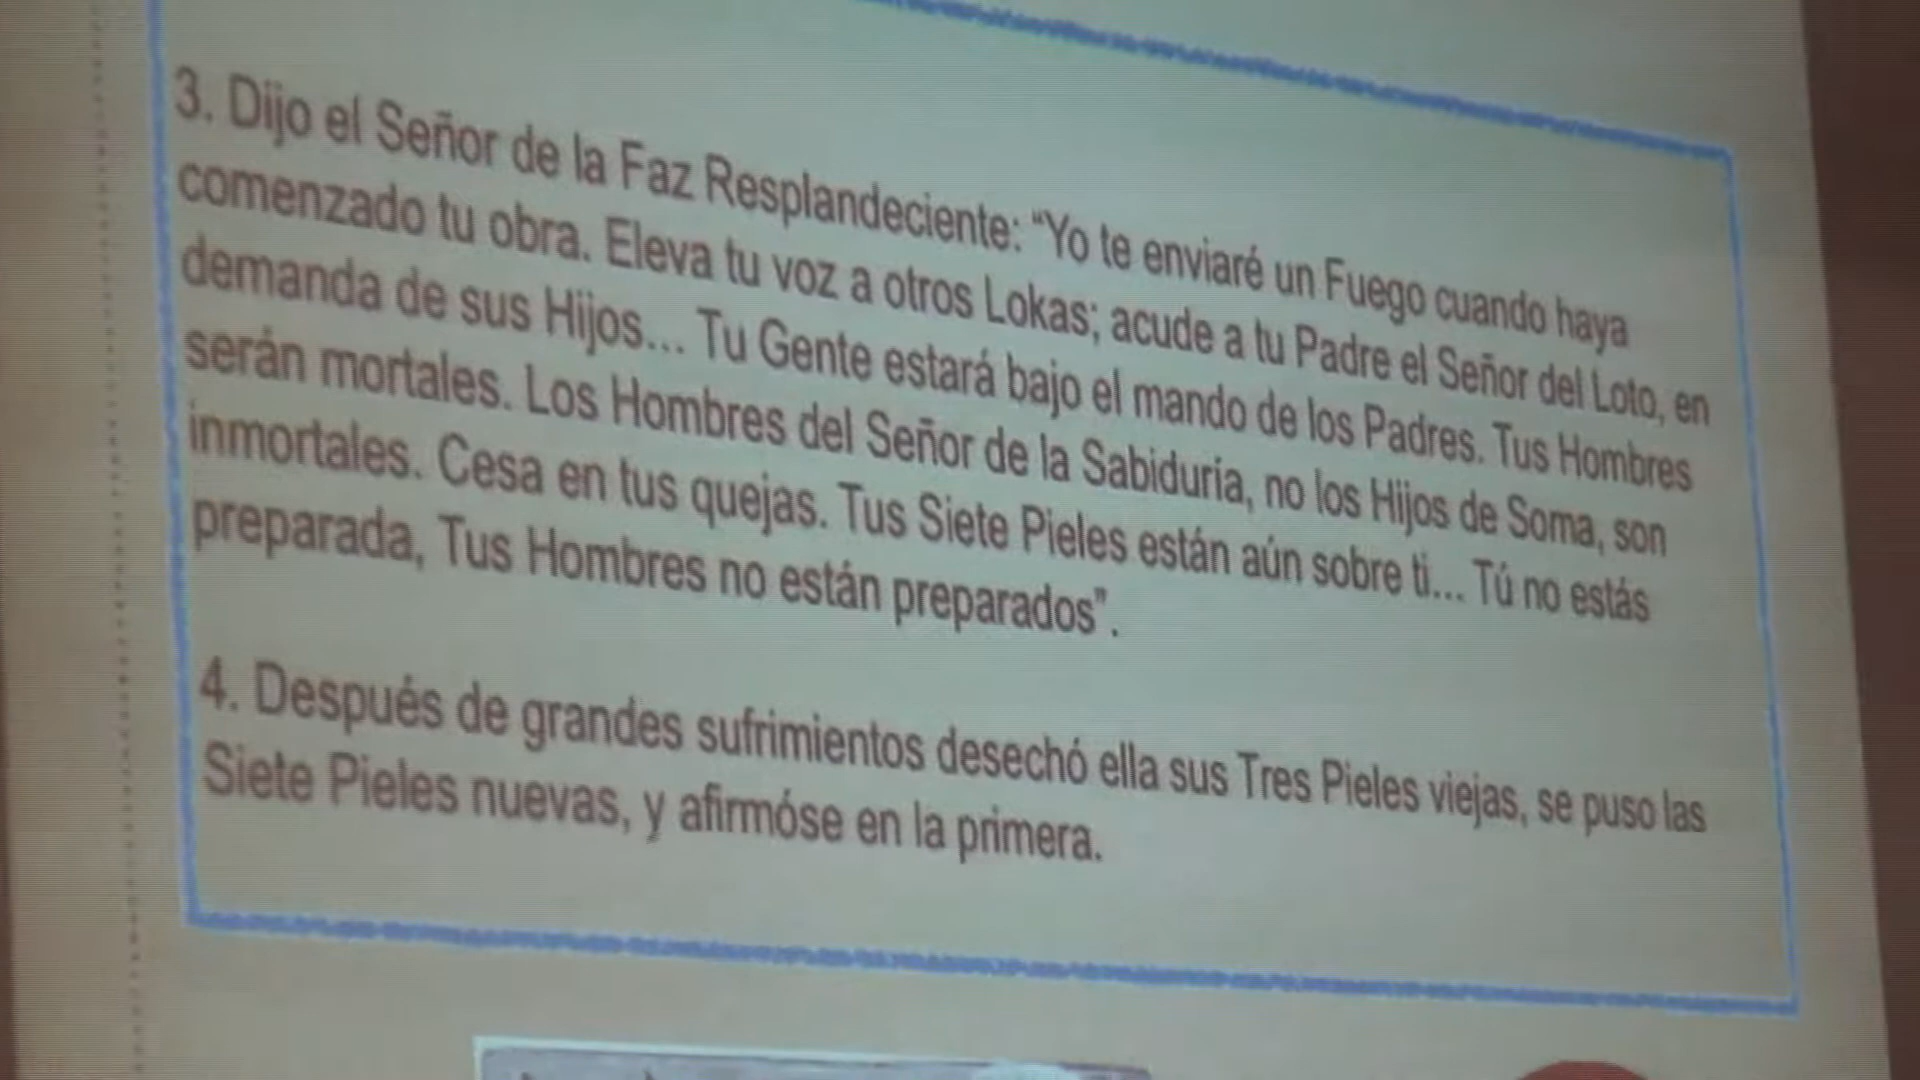 3. Dijo el Señor de la Faz Resplandeciente: “Yo te enviaré un Fuego cuando haya
comenzado tu obra. Eleva tu voz a otros Lokas; acude a tu Padre el Señor del Loto, en
demanda de sus Hijos... Tu Gente estará bajo el mando de los Padres. Tus Hombres
serán mortales. Los Hombres del Señor de la Sabiduría, no los Hijos de Soma, son
inmortales. Cesa en tus quejas. Tus Siete Pieles están aún sobre ti... Tú no estás
preparada, Tus Hombres no están preparados”.
4. Después de grandes sufrimientos desechó ella sus Tres Pieles viejas, se puso las
Siete Pieles nuevas, y afirmóse en la primera.